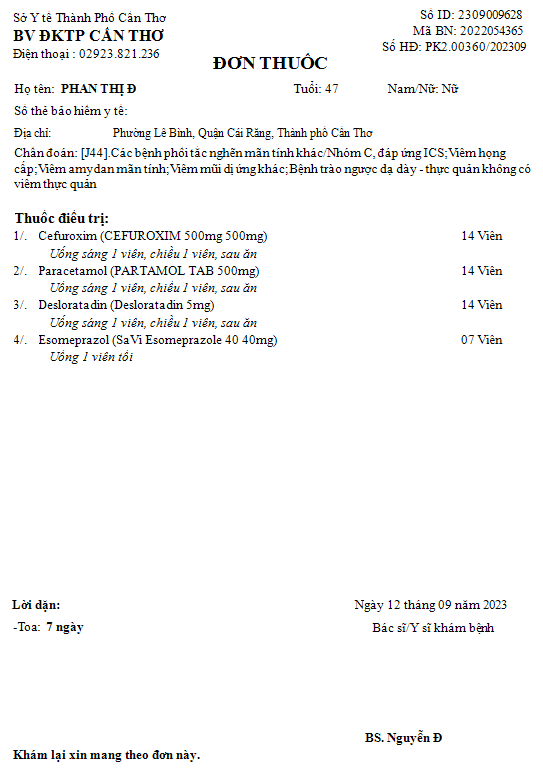 Sở Y tế Thành Phố Cần Thơ
BV ĐKTP CẦN THƠ
Điện thoại : 02923.821.236
Số ID: 2309009628
Mã BN: 2022054365
Số HĐ: PK2.00360/202309
ĐƠN THUỐC
Họ tên: PHAN THỊ Đ Tuổi: 47 Nam/Nữ: Nữ
Số thẻ bảo hiểm y tế:
Địa chỉ: Phường Lê Bình, Quận Cái Răng, Thành phố Cần Thơ
Chẩn đoán: [J44].Các bệnh phổi tắc nghẽn mãn tính khác/Nhóm C, đáp ứng ICS;Viêm họng
cấp;Viêm amydan mãn tính;Viêm mũi dị ứng khác;Bệnh trào ngược dạ dày - thực quản không có
viêm thực quản
Thuốc điều trị:
1/. Cefuroxim (CEFUROXIM 500mg 500mg) 14 Viên
Uống sáng 1 viên, chiều 1 viên, sau ăn
2/. Paracetamol (PARTAMOL TAB 500mg) 14 Viên
Uống sáng 1 viên, chiều 1 viên, sau ăn
3/. Desloratadin (Desloratadin 5mg) 14 Viên
Uống sáng 1 viên, chiều 1 viên, sau ăn
4/. Esomeprazol (SaVi Esomeprazole 40 40mg) 07 Viên
Uống 1 viên tối
Lời dặn:
-Toa: 7 ngày
Ngày 12 tháng 09 năm 2023
Bác sĩ/Y sĩ khám bệnh
BS. Nguyễn Đ
Khám lại xin mang theo đơn này.